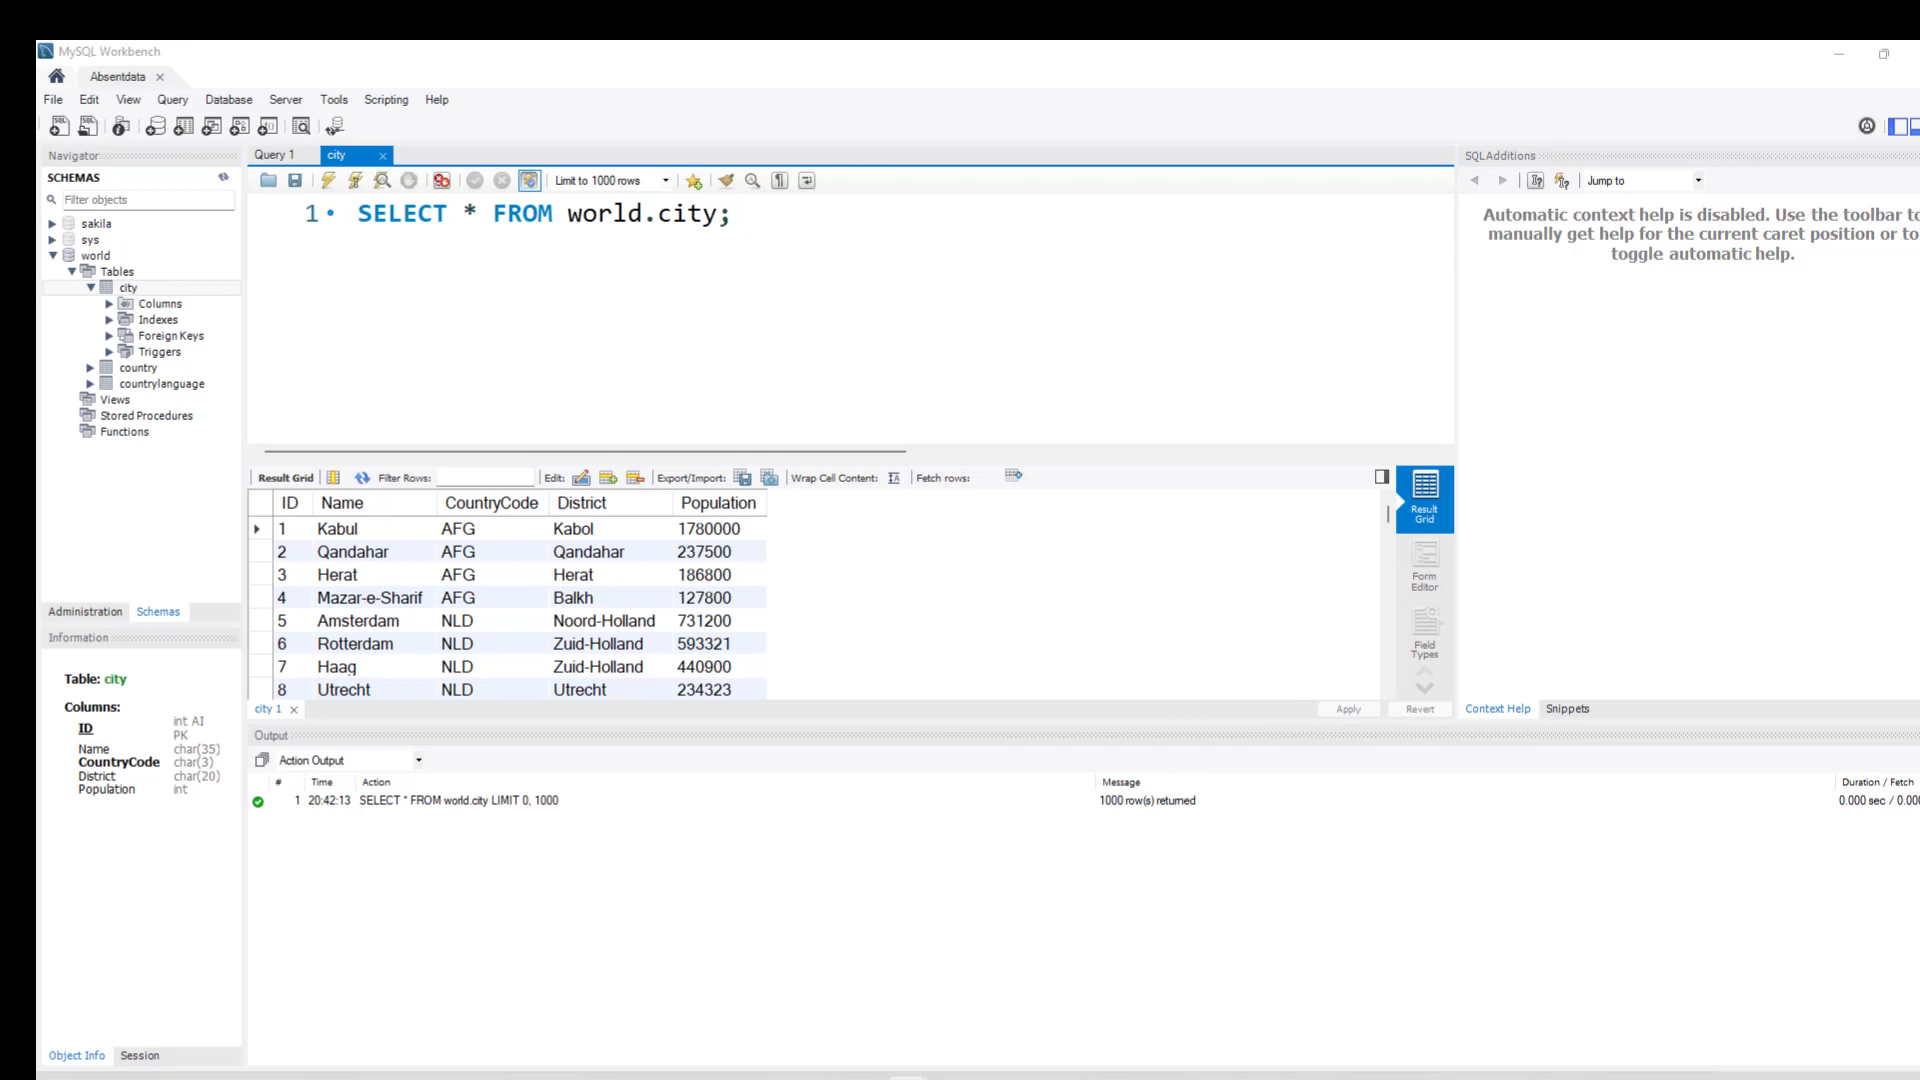 MySQL Workbench
Absentdata
File Edit View Query Database Server Tools Scripting Help
Navigator
SCHEMAS
Filter objects
sakila
sys
world
Tables
city
Columns
Indexes
Foreign Keys
Triggers
country
countrylanguage
Views
Stored Procedures
Functions
Administration Schemas
Information
Table: city
Columns:
ID int AI PK
Name char(35)
CountryCode char(3)
District char(20)
Population int
Object Info Session
Query 1 city
Limit to 1000 rows
1 SELECT * FROM world.city;
Result Grid Filter Rows: Edit: Export/Import: Wrap Cell Content: Fetch rows:
ID Name CountryCode District Population
1 Kabul AFG Kabol 1780000
2 Qandahar AFG Qandahar 237500
3 Herat AFG Herat 186800
4 Mazar-e-Sharif AFG Balkh 127800
5 Amsterdam NLD Noord-Holland 731200
6 Rotterdam NLD Zuid-Holland 593321
7 Haag NLD Zuid-Holland 440900
8 Utrecht NLD Utrecht 234323
Result Grid
Form Editor
Field Types
city 1 Apply Revert
SQLAdditions
Jump to
Automatic context help is disabled. Use the toolbar to
manually get help for the current caret position or to
toggle automatic help.
Context Help Snippets
Output
Action Output
# Time Action Message Duration / Fetch
1 20:42:13 SELECT * FROM world.city LIMIT 0, 1000 1000 row(s) returned 0.000 sec / 0.000